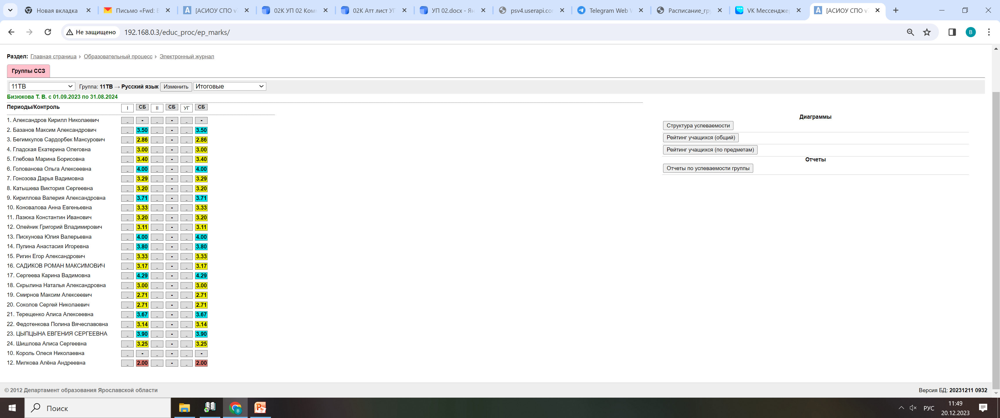 Новая вкладка
Письмо «Fwd: В
[АСИОУ СПО v
02К УП 02 Комм
02К Атт лист УГ
УП 02.docx - Ян
psv4.userapi.co
Telegram Web
Расписание_гр
VK Мессендже
[АСИОУ СПО v
Не защищено 192.168.0.3/educ_proc/ep_marks/
B
Раздел: Главная страница Образовательный процесс Электронный журнал
Группы ССЗ
11ТВ Группа: 11ТВ → Русский язык Изменить Итоговые
Бизюкова Т. В. с 01.09.2023 по 31.08.2024
Периоды/Контроль I СБ II СБ УГ СБ
1. Александров Кирилл Николаевич _ - _ - _ -
2. Базанов Максим Александрович _ 3.50 _ - _ 3.50
3. Бегимкулов Сардорбек Мансурович _ 2.86 _ - _ 2.86
4. Гладская Екатерина Олеговна _ 3.00 _ - _ 3.00
5. Глебова Марина Борисовна _ 3.40 _ - _ 3.40
6. Голованова Ольга Алексеевна _ 4.00 _ - _ 4.00
7. Гонозова Дарья Вадимовна _ 3.29 _ - _ 3.29
8. Катышева Виктория Сергеевна _ 3.20 _ - _ 3.20
9. Кириллова Валерия Александровна _ 3.71 _ - _ 3.71
10. Коновалова Анна Евгеньевна _ 3.33 _ - _ 3.33
11. Лазюка Константин Иванович _ 3.20 _ - _ 3.20
12. Олейник Григорий Владимирович _ 3.11 _ - _ 3.11
13. Пискунова Юлия Валерьевна _ 4.00 _ - _ 4.00
14. Пулина Анастасия Игоревна _ 3.80 _ - _ 3.80
15. Ригин Егор Александрович _ 3.33 _ - _ 3.33
16. САДИКОВ РОМАН МАКСИМОВИЧ _ 3.17 _ - _ 3.17
17. Сергеева Карина Вадимовна _ 4.29 _ - _ 4.29
18. Скрылина Наталья Александровна _ 3.00 _ - _ 3.00
19. Смирнов Максим Алексеевич _ 2.71 _ - _ 2.71
20. Соколов Сергей Николаевич _ 2.71 _ - _ 2.71
21. Терещенко Алиса Алексеевна _ 3.67 _ - _ 3.67
22. Федотенкова Полина Вячеславовна _ 3.14 _ - _ 3.14
23. ЦЫПЦЫНА ЕВГЕНИЯ СЕРГЕЕВНА _ 3.90 _ - _ 3.90
24. Шишлова Алиса Сергеевна _ 3.25 _ - _ 3.25
10. Король Олеся Николаевна _ - _ - _ -
12. Милкова Алёна Андреевна _ 2.00 _ - _ 2.00
Диаграммы
Структура успеваемости
Рейтинг учащихся (общий)
Рейтинг учащихся (по предметам)
Отчеты
Отчеты по успеваемости группы
© 2012 Департамент образования Ярославской области
Версия БД: 20231211 0932
Поиск
РУС
11:49
20.12.2023